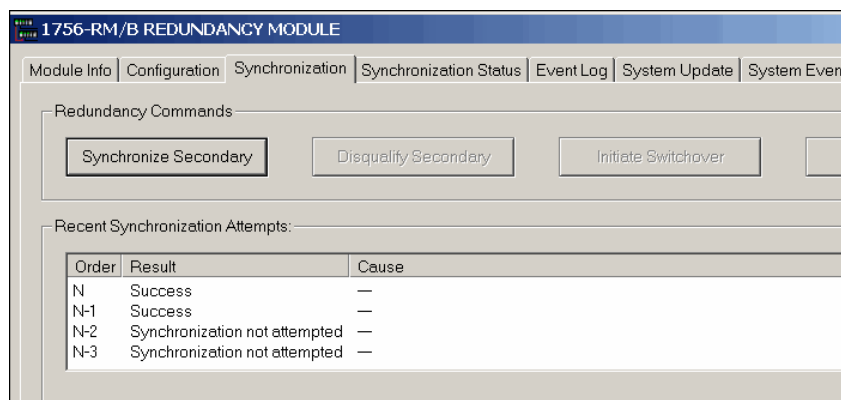 1756-RM/B REDUNDANCY MODULE
Module Info Configuration Synchronization Synchronization Status Event Log System Update System Even
Redundancy Commands
Synchronize Secondary Disqualify Secondary Initiate Switchover
Recent Synchronization Attempts:
Order Result Cause
N Success —
N-1 Success —
N-2 Synchronization not attempted —
N-3 Synchronization not attempted —